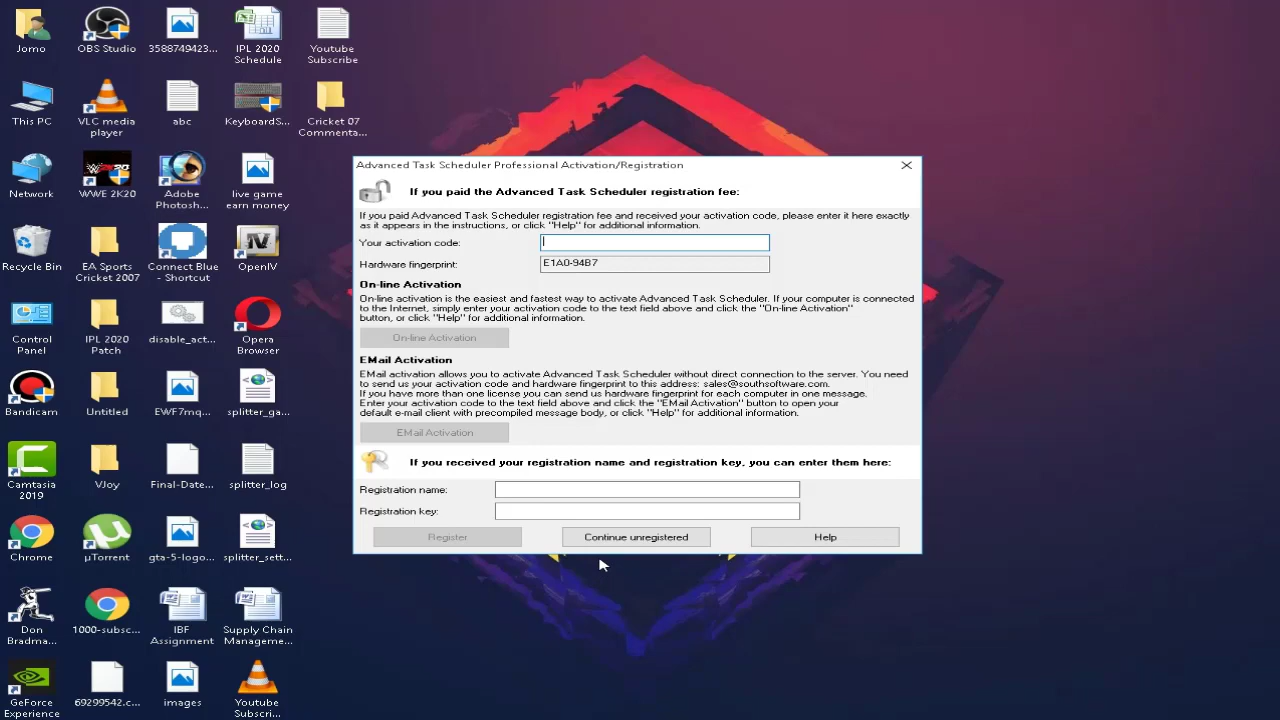 Jomo
OBS Studio
3588749423...
IPL 2020
Schedule
Youtube
Subscribe
This PC
VLC media
player
abc
KeyboardS...
Cricket 07
Commenta...
Network
WWE 2K20
Adobe
Photosh...
live game
earn money
Recycle Bin
EA Sports
Cricket 2007
Connect Blue
- Shortcut
OpenIV
Control
Panel
IPL 2020
Patch
disable_act...
Opera
Browser
Bandicam
Untitled
EWF7mq...
splitter_ga...
Camtasia
2019
VJoy
Final-Date...
splitter_log
Chrome
µTorrent
gta-5-logo...
splitter_sett...
Don
Bradma...
1000-subsc...
IBF
Assignment
Supply Chain
Manageme...
GeForce
Experience
69299542.c...
images
Youtube
Subscri...
Advanced Task Scheduler Professional Activation/Registration
If you paid the Advanced Task Scheduler registration fee:
If you paid Advanced Task Scheduler registration fee and received your activation code, please enter it here exactly
as it appears in the instructions, or click "Help" for additional information.
Your activation code:
Hardware fingerprint: E1A0-94B7
On-line Activation
On-line activation is the easiest and fastest way to activate Advanced Task Scheduler. If your computer is connected
to the Internet, simply enter your activation code to the text field above and click the "On-line Activation"
button, or click "Help" for additional information.
On-line Activation
EMail Activation
EMail activation allows you to activate Advanced Task Scheduler without direct connection to the server. You need
to send us your activation code and hardware fingerprint to this address: sales@southsoftware.com.
If you have more than one license you can send us hardware fingerprint for each computer in one message.
Enter your activation code to the text field above and click the "EMail Activation" button to open your
default e-mail client with precompiled message body, or click "Help" for additional information.
EMail Activation
If you received your registration name and registration key, you can enter them here:
Registration name:
Registration key:
Register
Continue unregistered
Help